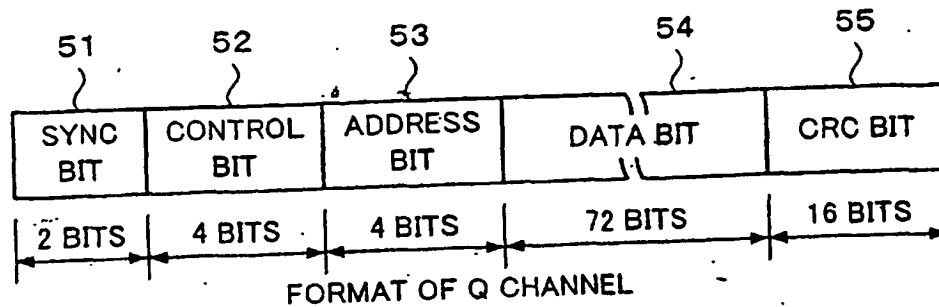 51 52 53 54 55
SYNC BIT
CONTROL BIT
ADDRESS BIT
DATA BIT
CRC BIT
2 BITS 4 BITS 4 BITS 72 BITS 16 BITS
FORMAT OF Q CHANNEL